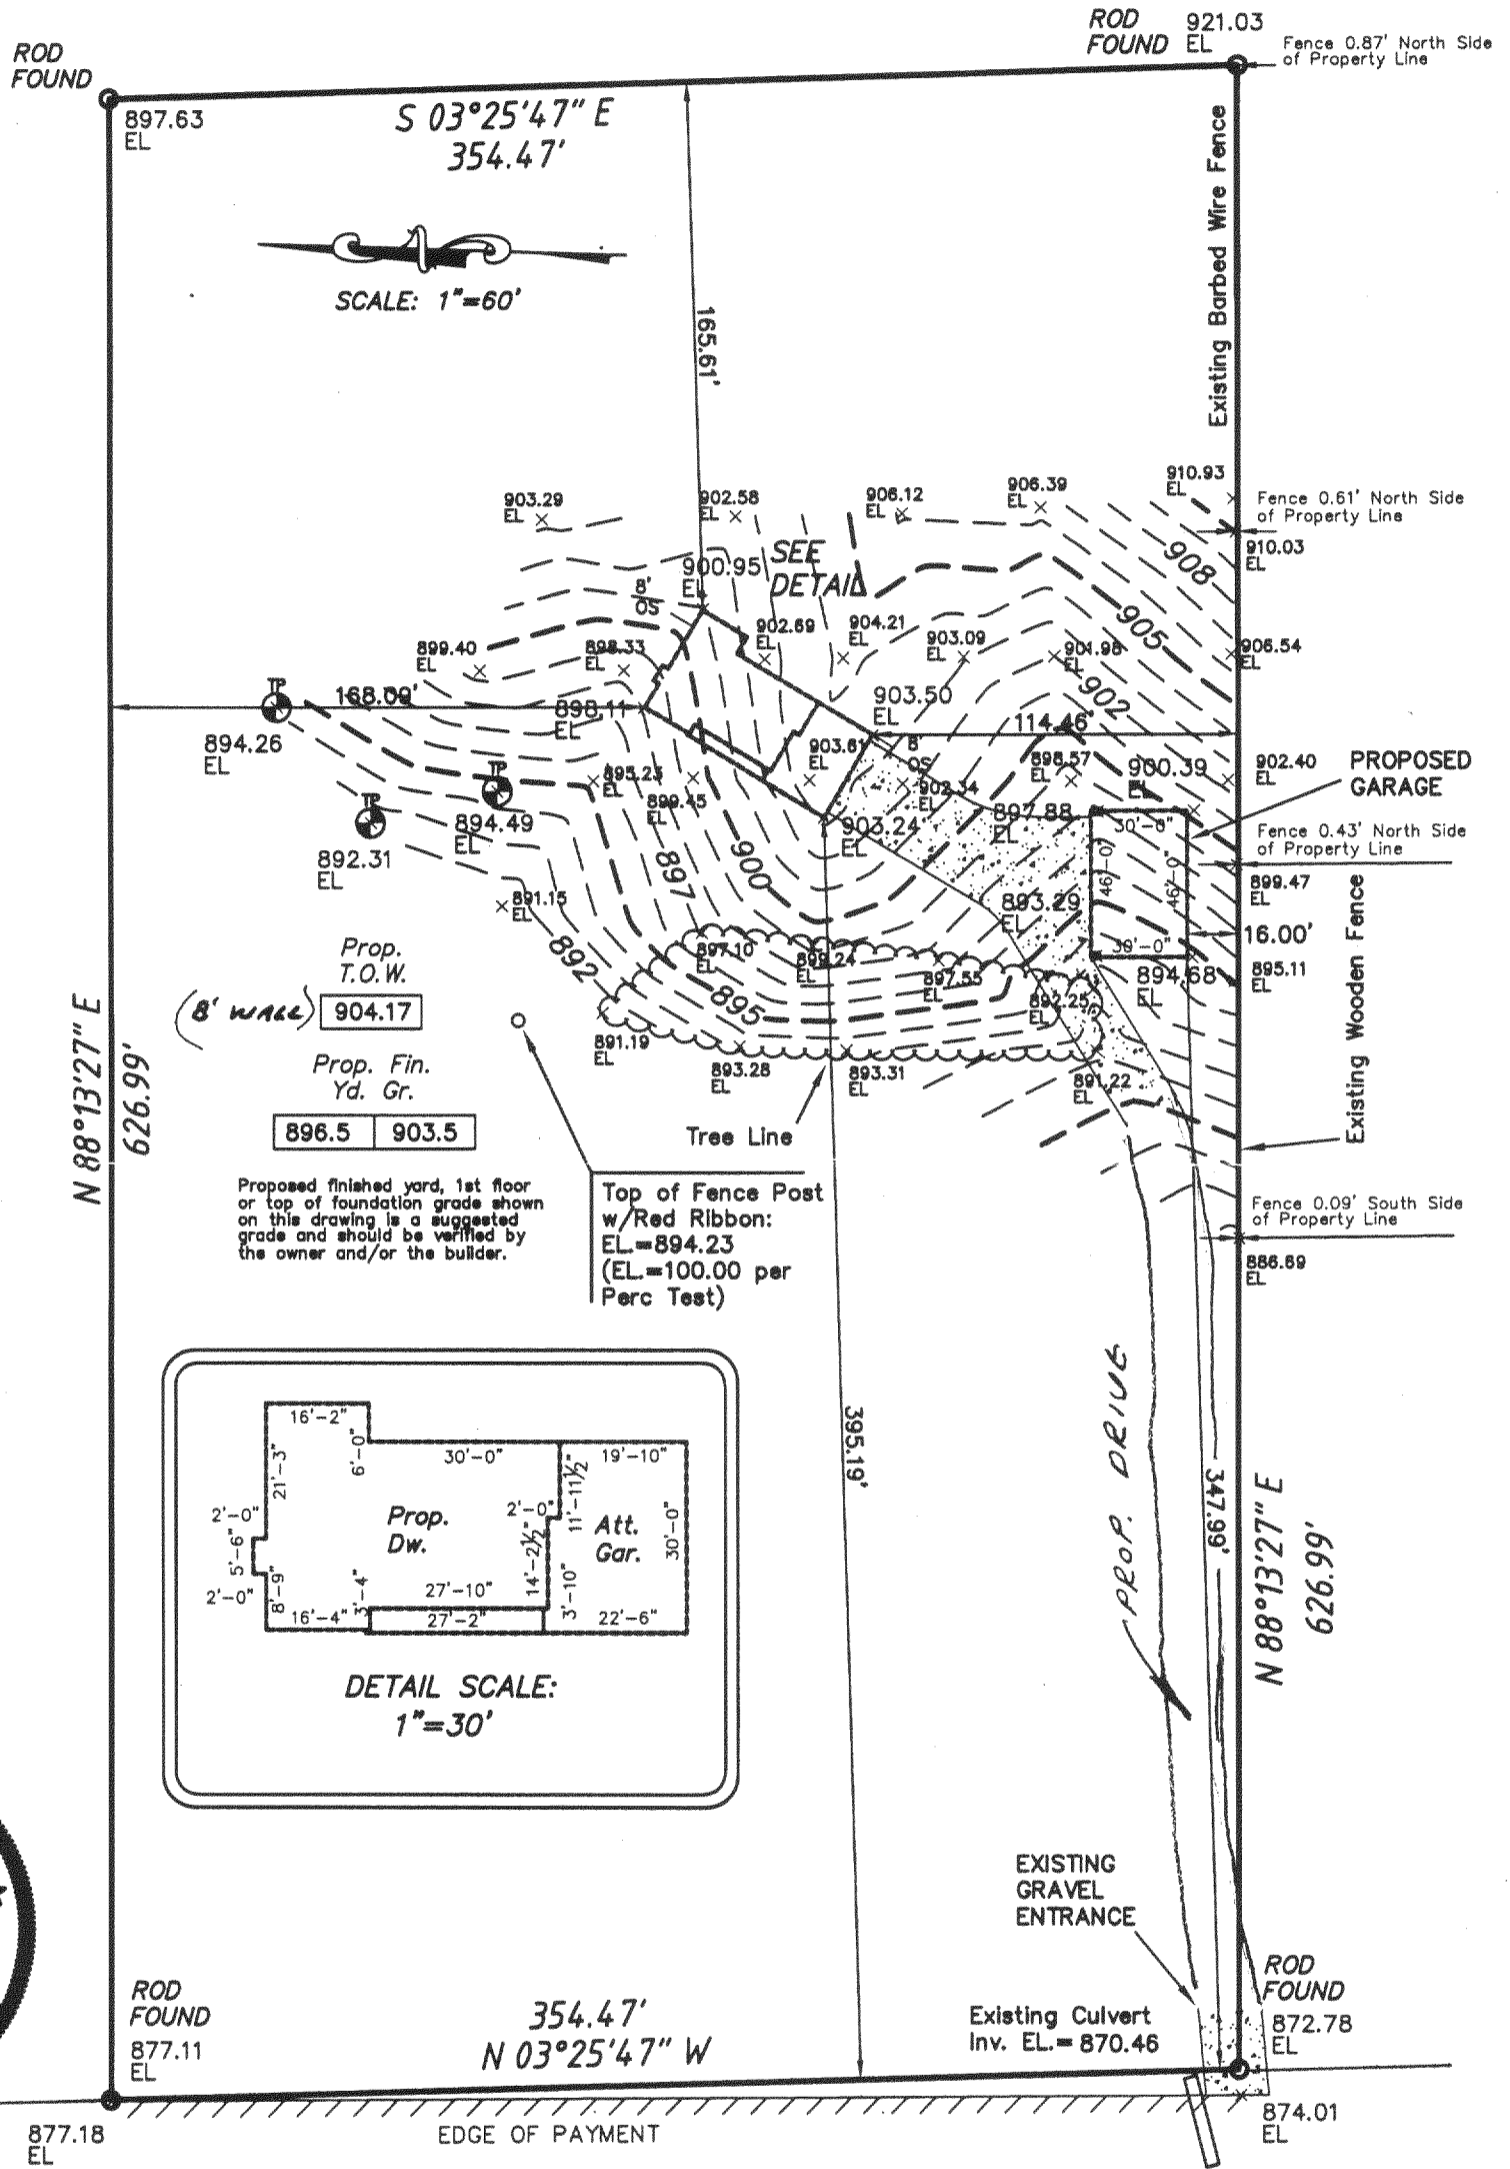 ROD
FOUND
897.63
EL
S 03°25'47" E
354.47'
ROD
FOUND
921.03
EL
Fence 0.87' North Side
of Property Line
SCALE: 1"=60'
165.61'
Existing Barbed Wire Fence
903.29
EL
902.58
906.12
EL
906.39
EL
910.93
EL
Fence 0.61' North Side
of Property Line
910.03
EL
908
SEE
DETAIL
900.95
EL
8'
OS
902.69
EL
904.21
EL
903.09
EL
901.98
EL
905
906.54
EL
899.40
EL
898.33
EL
TP
168.09'
898.11
EL
894.26
EL
903.50
EL
902
114.46'
903.61
EL
8'
OS
902.34
EL
898.57
EL
900.39
EL
902.40
EL
PROPOSED
GARAGE
TP
895.23
EL
899.45
EL
TP
894.49
EL
892.31
EL
903.24
EL
897.88
EL
30'-0"
46'-0"
46'-0"
30'-0"
Fence 0.43' North Side
of Property Line
899.47
EL
900
897
891.15
EL
893.29
EL
16.00'
895.11
EL
894.68
EL
892
897.10
EL
899.24
EL
897.55
EL
892.25
EL
895
Prop.
T.O.W.
(8' WALL)
904.17
891.19
EL
893.28
EL
893.31
EL
891.22
EL
Existing Wooden Fence
Prop. Fin.
Yd. Gr.
896.5
903.5
Tree Line
Proposed finished yard, 1st floor
or top of foundation grade shown
on this drawing is a suggested
grade and should be verified by
the owner and/or the builder.
Top of Fence Post
w/Red Ribbon:
EL.=894.23
(EL.=100.00 per
Perc Test)
N 88°13'27" E
626.99'
Fence 0.09' South Side
of Property Line
886.69
EL
16'-2"
6'-0"
21'-3"
30'-0"
19'-10"
11'-11½"
2'-0"
2'-0"
5'-6"
2'-0"
8'-9"
Prop.
Dw.
Att.
Gar.
30'-0"
14'-2½"
3'-10"
3'-4"
27'-10"
16'-4"
27'-2"
22'-6"
DETAIL SCALE:
1"=30'
395.19'
PROP. DRIVE
347.99'
N 88°13'27" E
626.99'
EXISTING
GRAVEL
ENTRANCE
ROD
FOUND
877.11
EL
354.47'
N 03°25'47" W
Existing Culvert
Inv. EL.= 870.46
ROD
FOUND
872.78
EL
877.18
EL
EDGE OF PAYMENT
874.01
EL